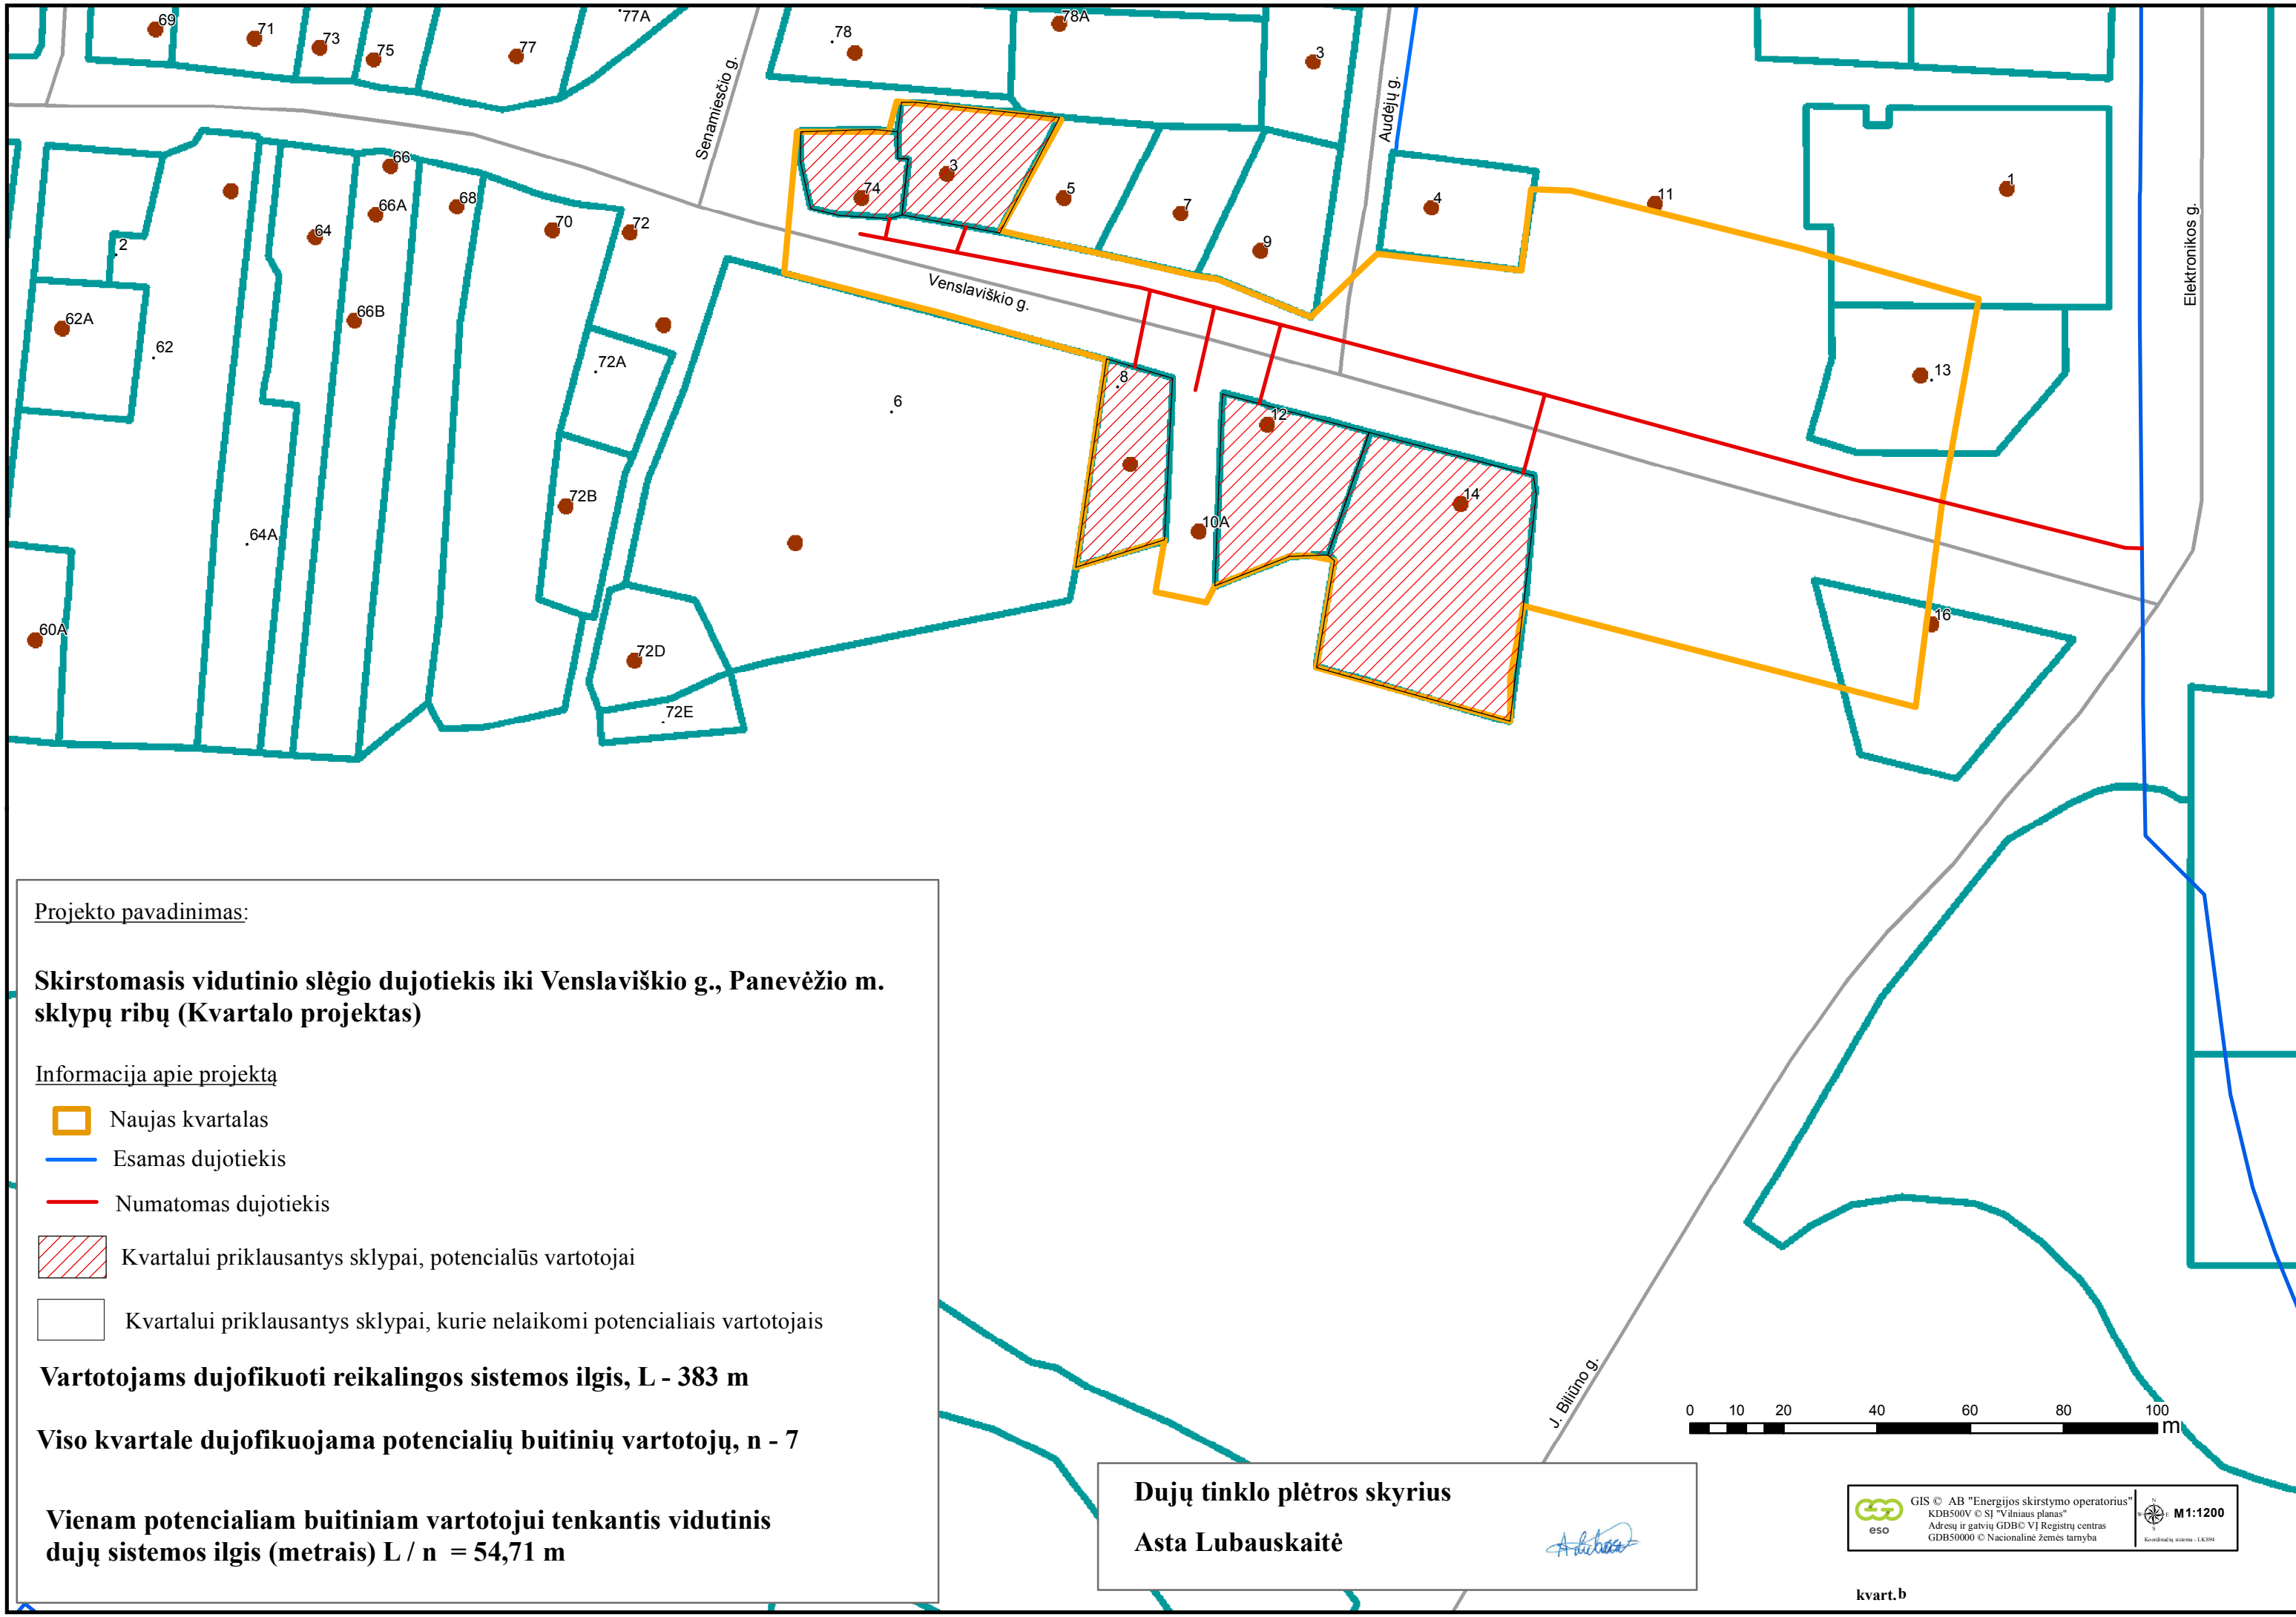 69
71
73
75
77
77A
78
78A
3
Senamiesčio g.
Audėjų g.
Elektronikos g.
66
66A
68
64
70
72
2
74
3
5
7
9
4
11
1
62A
62
66B
72A
Venslaviškio g.
6
8
12
13
72B
10A
14
64A
60A
72D
72E
16
J. Biliūno g.
Projekto pavadinimas:
Skirstomasis vidutinio slėgio dujotiekis iki Venslaviškio g., Panevėžio m.
sklypų ribų (Kvartalo projektas)
Informacija apie projektą
Naujas kvartalas
Esamas dujotiekis
Numatomas dujotiekis
Kvartalui priklausantys sklypai, potencialūs vartotojai
Kvartalui priklausantys sklypai, kurie nelaikomi potencialiais vartotojais
Vartotojams dujofikuoti reikalingos sistemos ilgis, L - 383 m
Viso kvartale dujofikuojama potencialių buitinių vartotojų, n - 7
Vienam potencialiam buitiniam vartotojui tenkantis vidutinis
dujų sistemos ilgis (metrais) L / n = 54,71 m
Dujų tinklo plėtros skyrius
Asta Lubauskaitė
0 10 20 40 60 80 100
m
eso
GIS © AB "Energijos skirstymo operatorius"
KDB500V © SĮ "Vilniaus planas"
Adresų ir gatvių GDB© VĮ Registrų centras
GDB50000 © Nacionalinė žemės tarnyba
M1:1200
Koordinačių sistema - LKS94
kvart.b